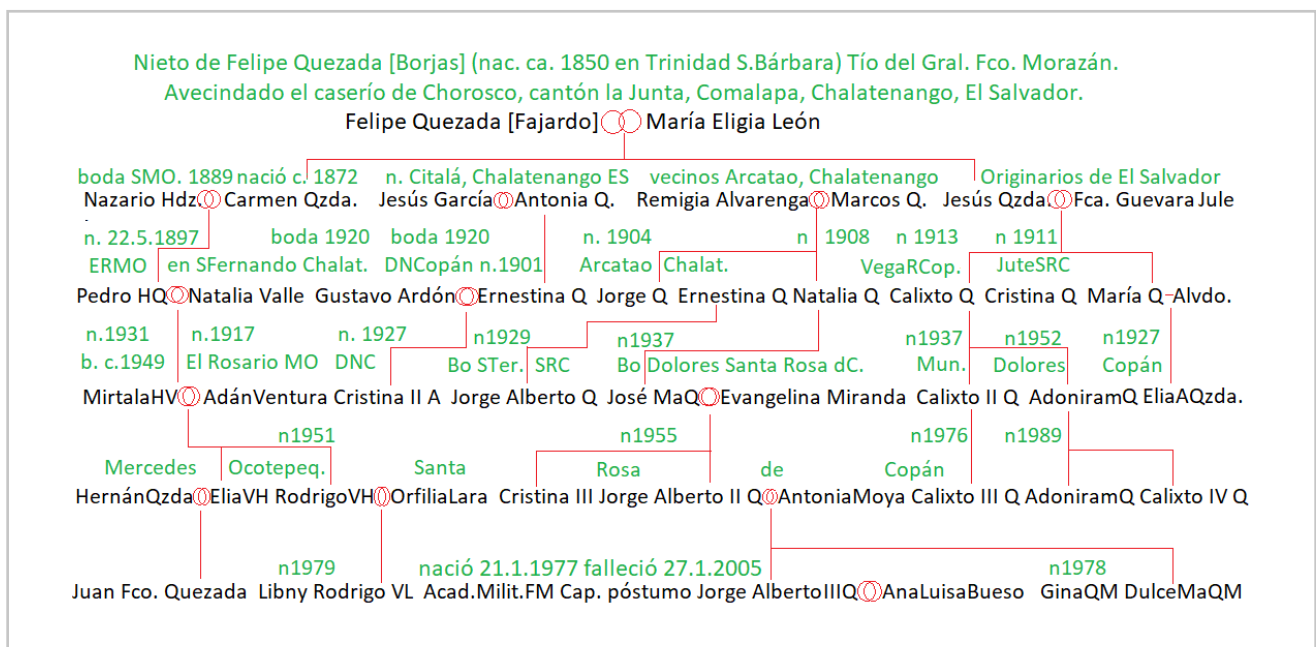 Nieto de Felipe Quezada [Borjas] (nac. ca. 1850 en Trinidad S.Bárbara) Tío del Gral. Fco. Morazán.
Avecindado el caserío de Chorosco, cantón la Junta, Comalapa, Chalatenango, El Salvador.
Felipe Quezada [Fajardo] María Eligia León
boda SMO. 1889 nació c. 1872 n. Citalá, Chalatenango ES vecinos Arcatao, Chalatenango Originarios de El Salvador
Nazario Hdz. Carmen Qzda. Jesús García Antonia Q. Remigia Alvarenga Marcos Q. Jesús Qzda. Fca. Guevara Jule
n. 22.5.1897 boda 1920 boda 1920 n. 1904 n 1908 n 1913 n 1911
ERMO en SFernando Chalat. DNCopán n.1901 Arcatao Chalat. VegaRCop. JuteSRC
Pedro HQ Natalia Valle Gustavo Ardón Ernestina Q Jorge Q Ernestina Q Natalia Q Calixto Q Cristina Q María Q Alvdo.
n.1931 n.1917 n. 1927 n1929 n1937 n1937 n1952 n1927
b. c.1949 El Rosario MO DNC Bo STer. SRC Bo Dolores Santa Rosa dC. Mun. Dolores Copán
MirtalaHV AdánVentura Cristina II A Jorge Alberto Q José MaQ Evangelina Miranda Calixto II Q AdoniramQ EliaAQzda.
n1951 n1955 n1976 n1989
Mercedes Ocotepeq. Santa Rosa de Copán
HernánQzda EliaVH RodrigoVH OrfiliaLara Cristina III Jorge Alberto II Q AntoniaMoya Calixto III Q AdoniramQ Calixto IV Q
n1979 nació 21.1.1977 falleció 27.1.2005 n1978
Juan Fco. Quezada Libny Rodrigo VL Acad.Milit.FM Cap. póstumo Jorge AlbertoIIIQ AnaLuisaBueso GinaQM DulceMaQM